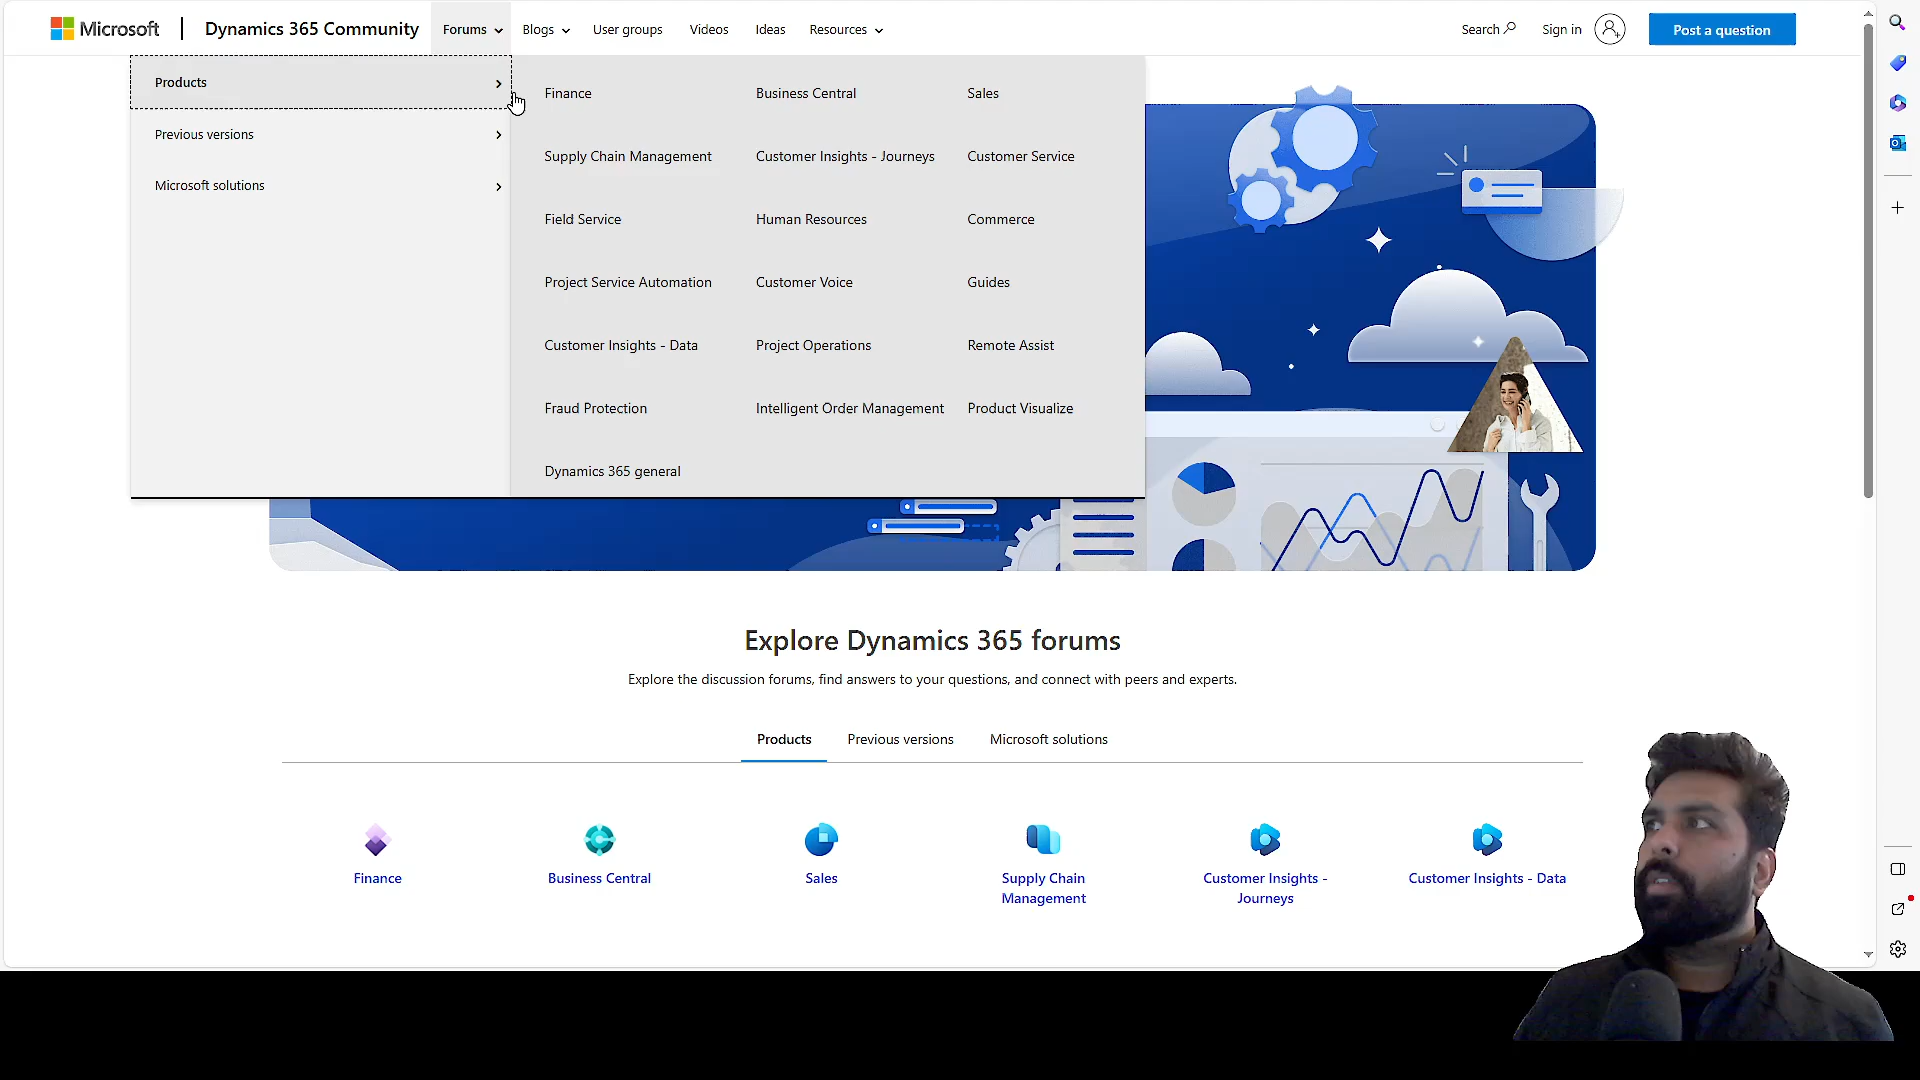 Microsoft
Dynamics 365 Community
Forums
Blogs
User groups
Videos
Ideas
Resources
Search
Sign in
Post a question
Products
Previous versions
Microsoft solutions
Finance
Business Central
Sales
Supply Chain Management
Customer Insights - Journeys
Customer Service
Field Service
Human Resources
Commerce
Project Service Automation
Customer Voice
Guides
Customer Insights - Data
Project Operations
Remote Assist
Fraud Protection
Intelligent Order Management
Product Visualize
Dynamics 365 general
Explore Dynamics 365 forums
Explore the discussion forums, find answers to your questions, and connect with peers and experts.
Products
Previous versions
Microsoft solutions
Finance
Business Central
Sales
Supply Chain
Management
Customer Insights -
Journeys
Customer Insights - Data